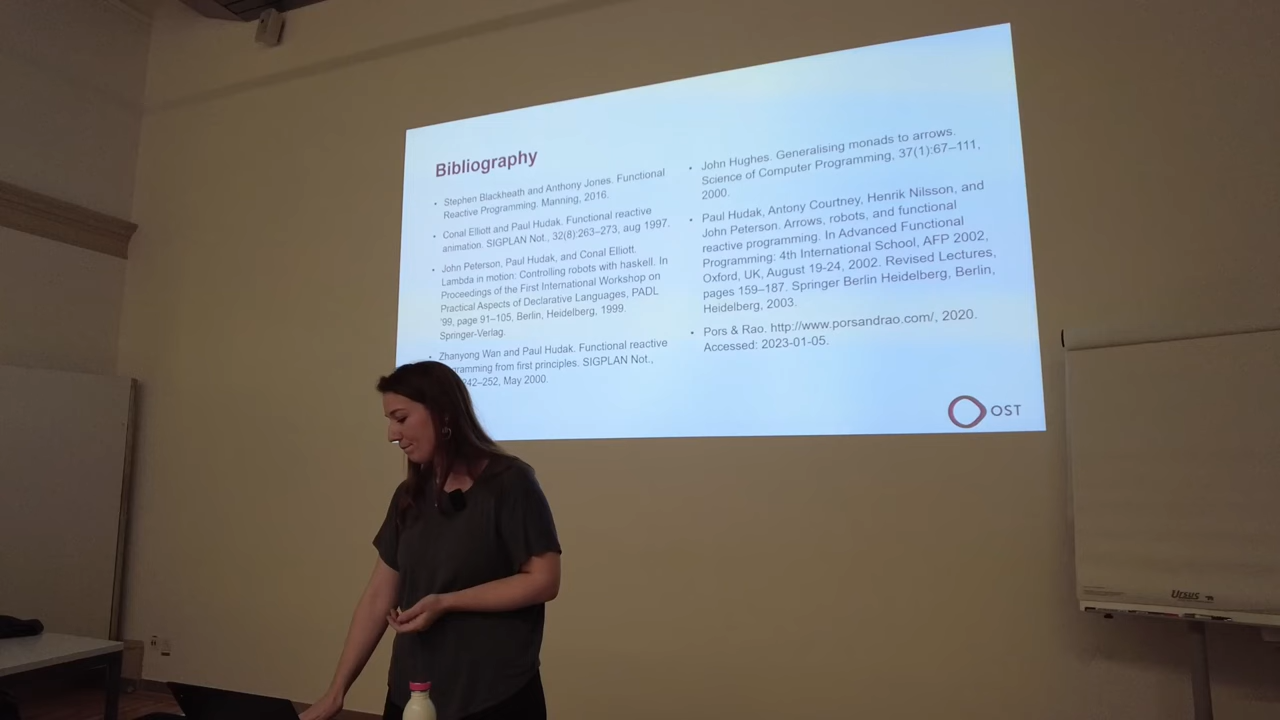 Bibliography
• Stephen Blackheath and Anthony Jones. Functional
Reactive Programming. Manning, 2016.
• Conal Elliott and Paul Hudak. Functional reactive
animation. SIGPLAN Not., 32(8):263–273, aug 1997.
• John Peterson, Paul Hudak, and Conal Elliott.
Lambda in motion: Controlling robots with haskell. In
Proceedings of the First International Workshop on
Practical Aspects of Declarative Languages, PADL
'99, page 91–105, Berlin, Heidelberg, 1999.
Springer-Verlag.
• Zhanyong Wan and Paul Hudak. Functional reactive
gramming from first principles. SIGPLAN Not.,
242–252, May 2000.
• John Hughes. Generalising monads to arrows.
Science of Computer Programming, 37(1):67–111,
2000.
• Paul Hudak, Antony Courtney, Henrik Nilsson, and
John Peterson. Arrows, robots, and functional
reactive programming. In Advanced Functional
Programming: 4th International School, AFP 2002,
Oxford, UK, August 19-24, 2002. Revised Lectures,
pages 159–187. Springer Berlin Heidelberg, Berlin,
Heidelberg, 2003.
• Pors & Rao. http://www.porsandrao.com/, 2020.
Accessed: 2023-01-05.
OST